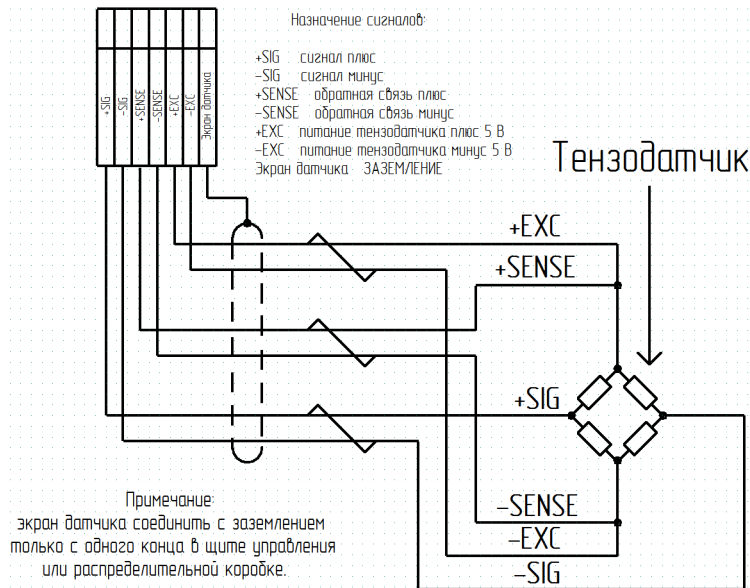 Назначение сигналов:
+SIG сигнал плюс
−SIG сигнал минус
+SENSE обратная связь плюс
−SENSE обратная связь минус
+EXC питание тензодатчика плюс 5 В
−EXC питание тензодатчика минус 5 В
Экран датчика ЗАЗЕМЛЕНИЕ
+SIG
−SIG
+SENSE
−SENSE
+EXC
−EXC
Экран датчика
Тензодатчик
+EXC
+SENSE
+SIG
−SENSE
−EXC
−SIG
Примечание:
экран датчика соединить с заземлением
только с одного конца в щите управления
или распределительной коробке.